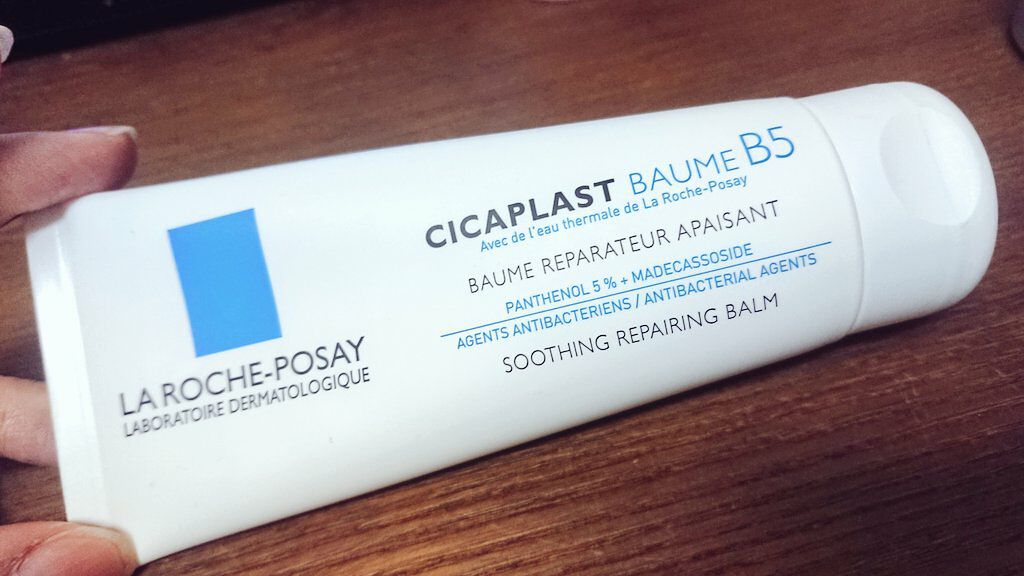 LA ROCHE-POSAY
LABORATOIRE DERMATOLOGIQUE
CICAPLAST BAUME B5
Avec de l'eau thermale de La Roche-Posay
BAUME REPARATEUR APAISANT
PANTHENOL 5 % + MADECASSOSIDE
AGENTS ANTIBACTERIENS / ANTIBACTERIAL AGENTS
SOOTHING REPAIRING BALM